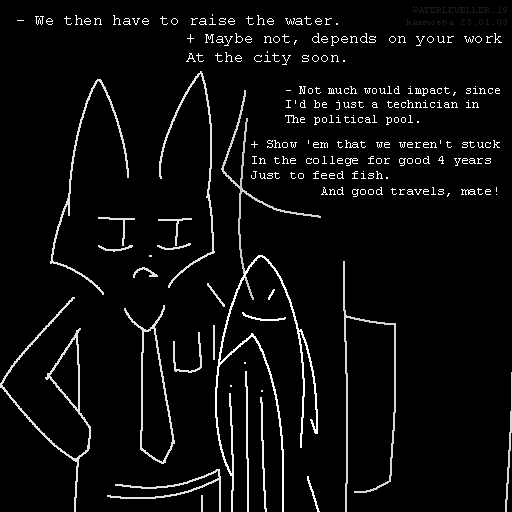 WATERLEVELLER.19
kamnosta 25.01.03
- We then have to raise the water.
+ Maybe not, depends on your work
At the city soon.
- Not much would impact, since
I'd be just a technician in
The political pool.
+ Show 'em that we weren't stuck
In the college for good 4 years
Just to feed fish.
And good travels, mate!